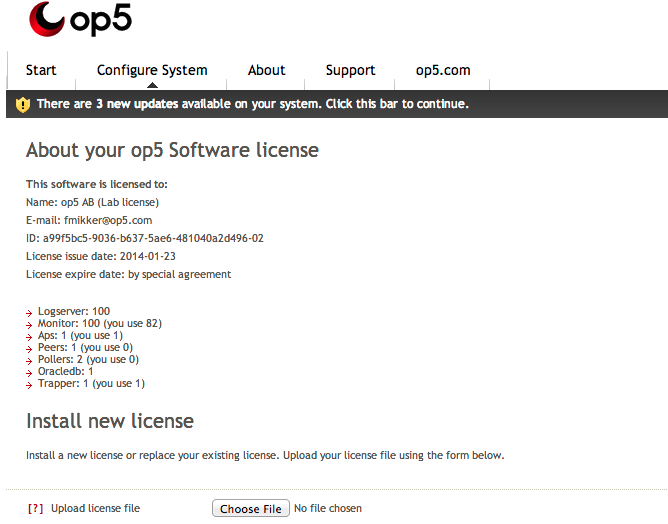 op5
Start Configure System About Support op5.com
There are 3 new updates available on your system. Click this bar to continue.
About your op5 Software license
This software is licensed to:
Name: op5 AB (Lab license)
E-mail: fmikker@op5.com
ID: a99f5bc5-9036-b637-5ae6-481040a2d496-02
License issue date: 2014-01-23
License expire date: by special agreement
Logserver: 100
Monitor: 100 (you use 82)
Aps: 1 (you use 1)
Peers: 1 (you use 0)
Pollers: 2 (you use 0)
Oracledb: 1
Trapper: 1 (you use 1)
Install new license
Install a new license or replace your existing license. Upload your license file using the form below.
[?] Upload license file Choose File No file chosen